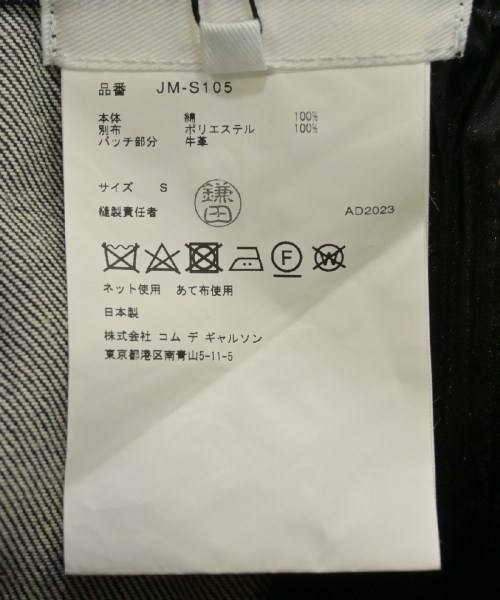 品番 JM-S105
本体 綿 100%
別布 ポリエステル 100%
パッチ部分 牛革
サイズ S
縫製責任者 鎌田 AD2023
F W
ネット使用 あて布使用
日本製
株式会社 コム デ ギャルソン
東京都港区南青山5-11-5